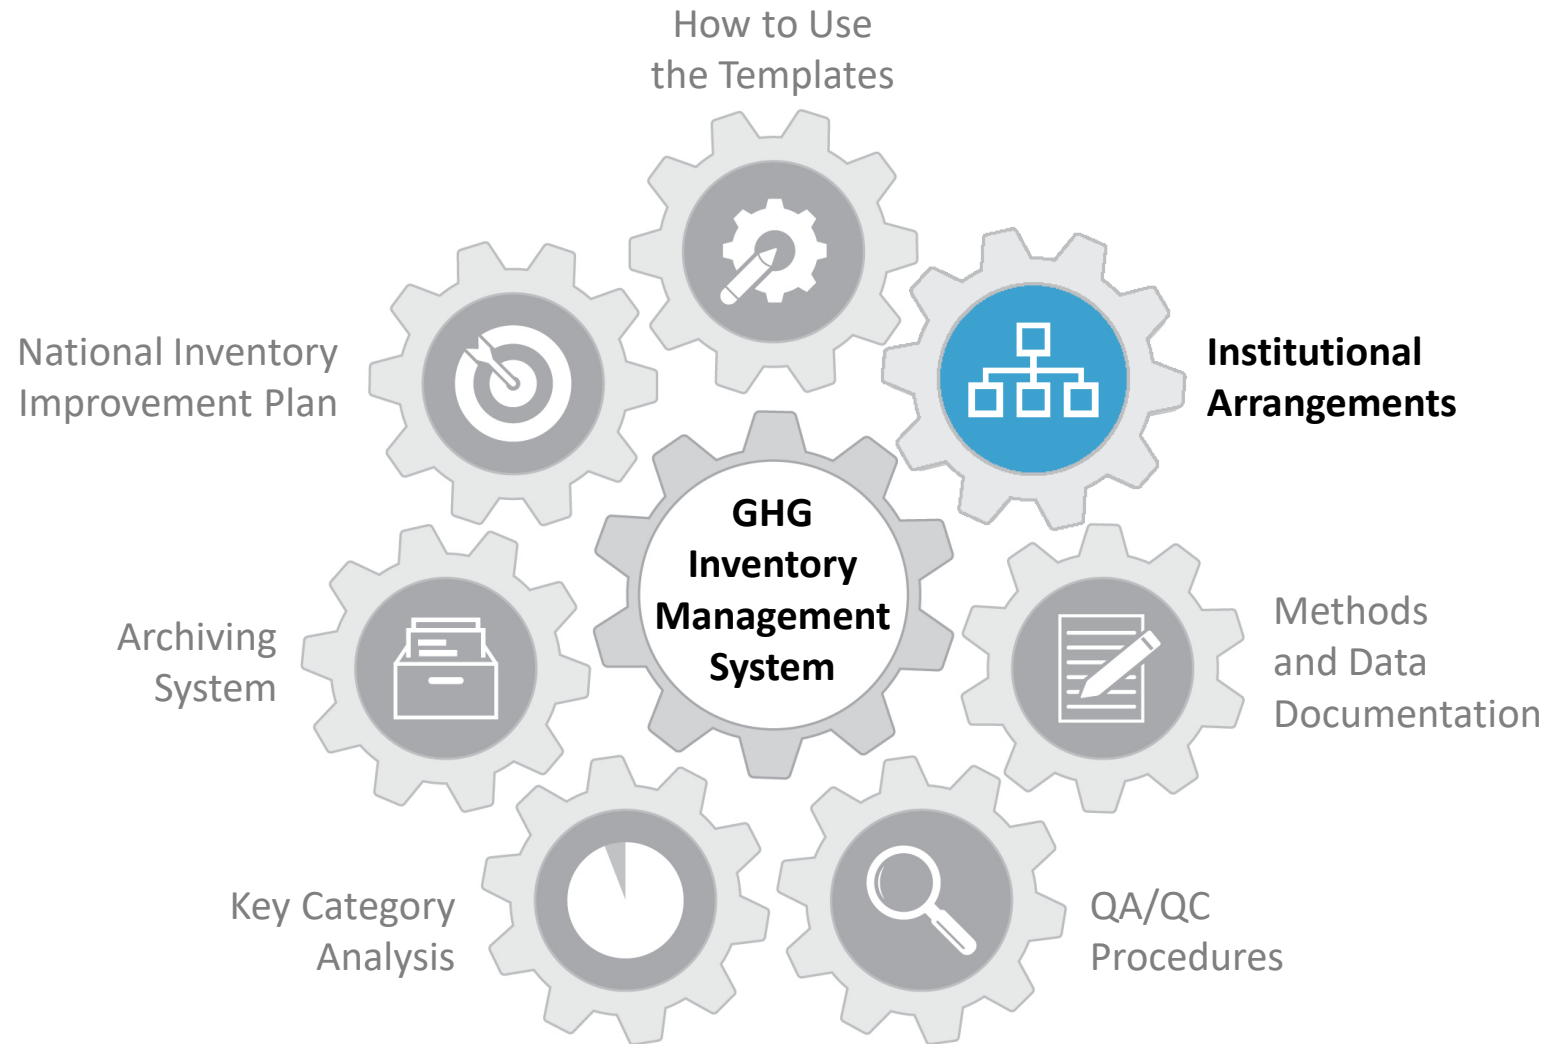 How to Use
the Templates
National Inventory
Improvement Plan
Institutional
Arrangements
GHG
Inventory
Management
System
Archiving
System
Methods
and Data
Documentation
Key Category
Analysis
QA/QC
Procedures